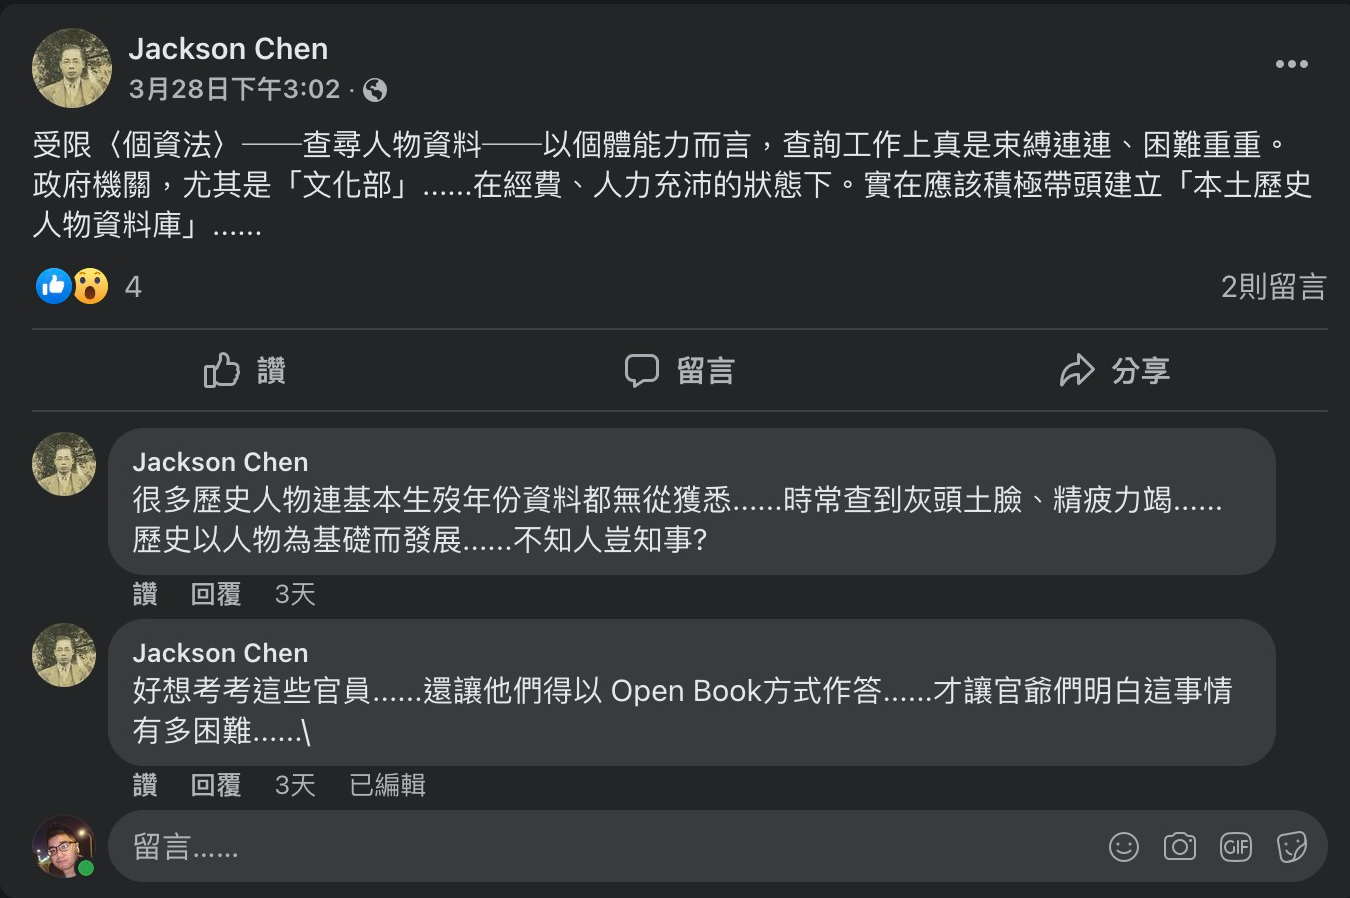 Jackson Chen
3月28日下午3:02 ·
受限〈個資法〉——查尋人物資料——以個體能力而言，查詢工作上真是束縛連連、困難重重。
政府機關，尤其是「文化部」......在經費、人力充沛的狀態下。實在應該積極帶頭建立「本土歷史
人物資料庫」......
4
2則留言
讚
留言
分享
Jackson Chen
很多歷史人物連基本生歿年份資料都無從獲悉......時常查到灰頭土臉、精疲力竭......
歷史以人物為基礎而發展......不知人豈知事?
讚 回覆 3天
Jackson Chen
好想考考這些官員......還讓他們得以 Open Book方式作答......才讓官爺們明白這事情
有多困難......\
讚 回覆 3天 已編輯
留言......
GIF